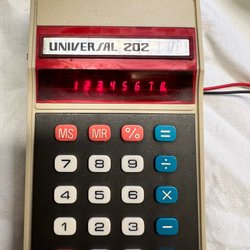 UNIVERSAL 202
12345678
MS MR % =
7 8 9 ÷
4 5 6 ×
1 2 3 -